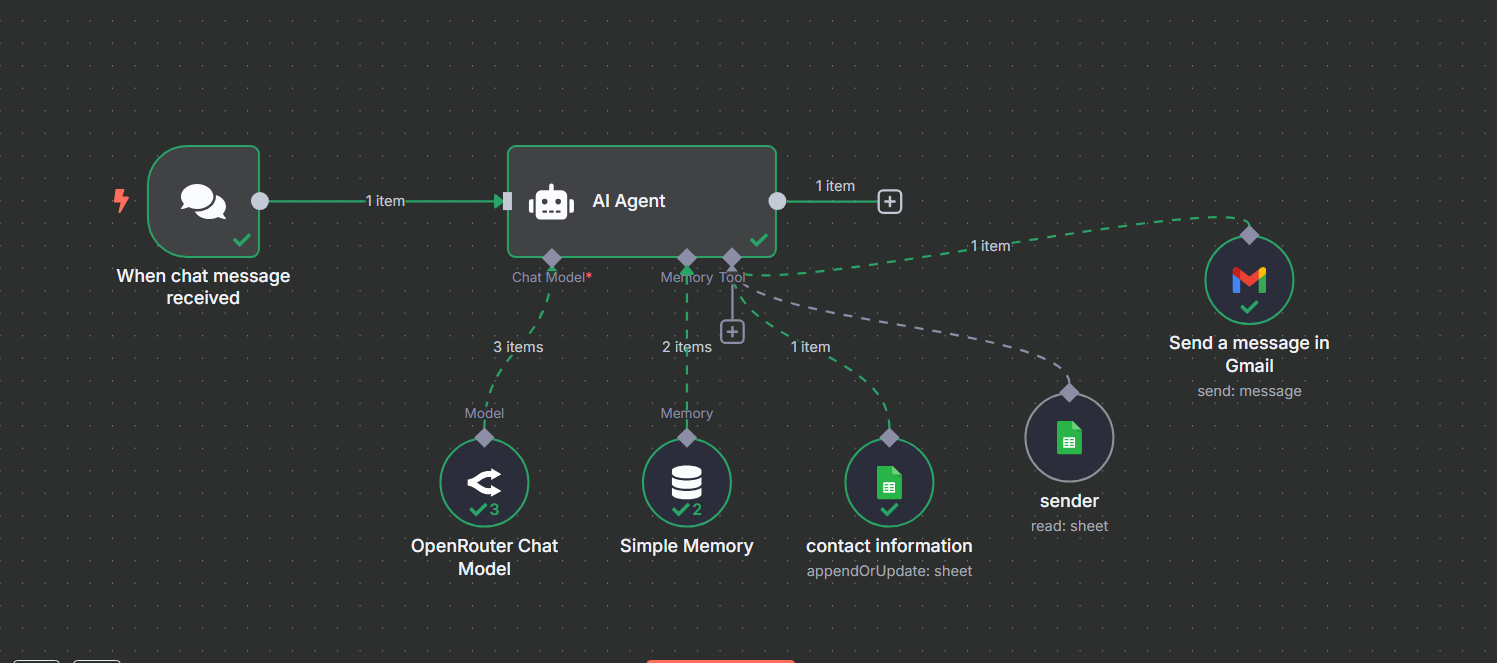 1 item
AI Agent
1 item
When chat message
received
Chat Model*
Memory
Tool
1 item
3 items
2 items
1 item
Send a message in
Gmail
send: message
Model
Memory
3
2
sender
read: sheet
OpenRouter Chat
Model
Simple Memory
contact information
appendOrUpdate: sheet